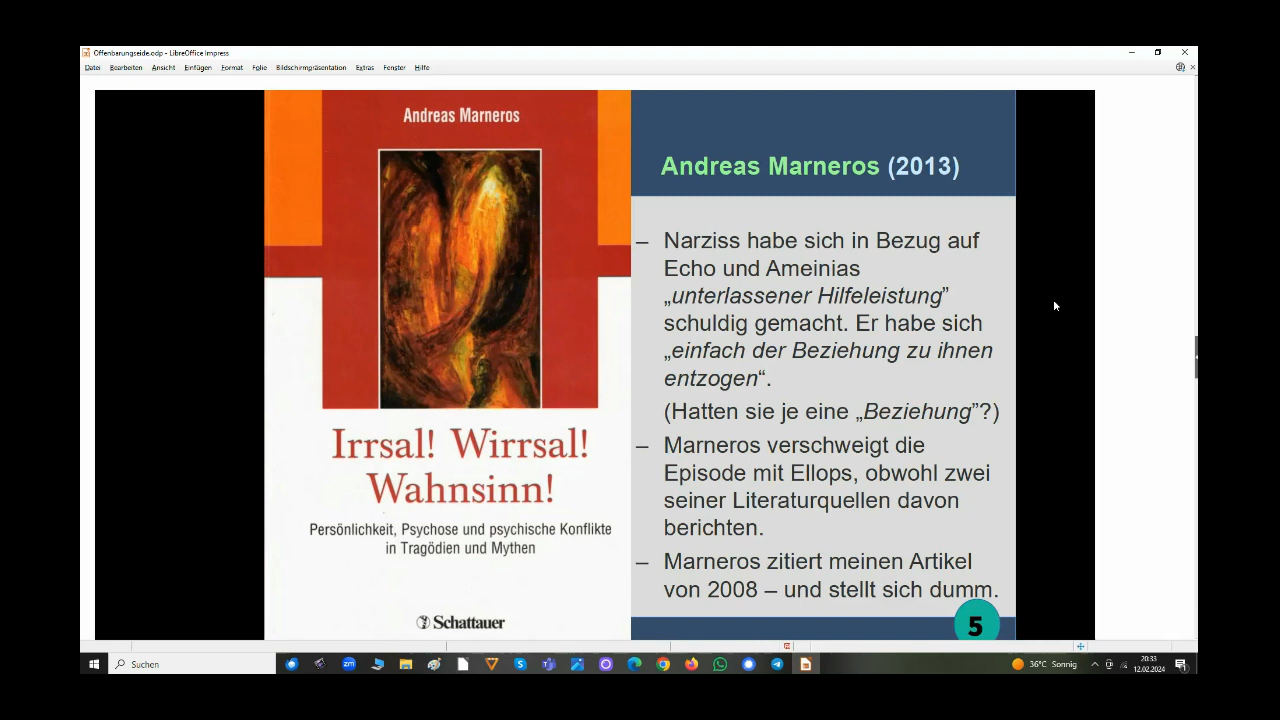 Offenbarungseide.odp - LibreOffice Impress
Datei Bearbeiten Ansicht Einfügen Format Folie Bildschirmpräsentation Extras Fenster Hilfe
Andreas Marneros
Irrsal! Wirrsal!
Wahnsinn!
Persönlichkeit, Psychose und psychische Konflikte
in Tragödien und Mythen
Schattauer
Andreas Marneros (2013)
– Narziss habe sich in Bezug auf
Echo und Ameinias
„unterlassener Hilfeleistung”
schuldig gemacht. Er habe sich
„einfach der Beziehung zu ihnen
entzogen“.
(Hatten sie je eine „Beziehung”?)
– Marneros verschweigt die
Episode mit Ellops, obwohl zwei
seiner Literaturquellen davon
berichten.
– Marneros zitiert meinen Artikel
von 2008 – und stellt sich dumm.
5
Suchen
36°C Sonnig
20:33
12.02.2024